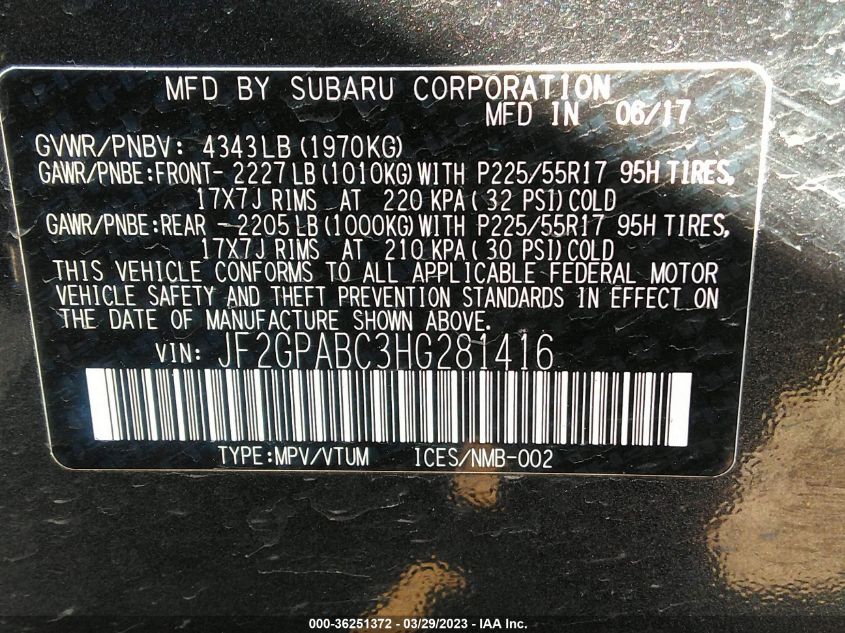 MFD BY SUBARU CORPORATION
MFD IN 06/17
GVWR/PNBV: 4343LB(1970KG)
GAWR/PNBE:FRONT- 2227LB(1010KG)WITH P225/55R17 95H TIRES,
17X7J RIMS AT 220 KPA(32 PSI)COLD
GAWR/PNBE:REAR -2205LB(1000KG)WITH P225/55R17 95H TIRES,
17X7J RIMS AT 210 KPA(30 PSI)COLD
THIS VEHICLE CONFORMS TO ALL APPLICABLE FEDERAL MOTOR
VEHICLE SAFETY AND THEFT PREVENTION STANDARDS IN EFFECT ON
THE DATE OF MANUFACTURE SHOWN ABOVE.
VIN: JF2GPABC3HG281416
TYPE:MPV/VTUM ICES/NMB-002
000-36251372 - 03/29/2023 - © IAA Inc.